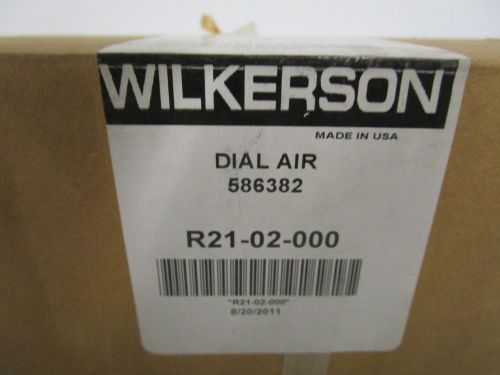 WILKERSON
MADE IN USA
DIAL AIR
586382
R21-02-000
"R21-02-000"
8/20/2011